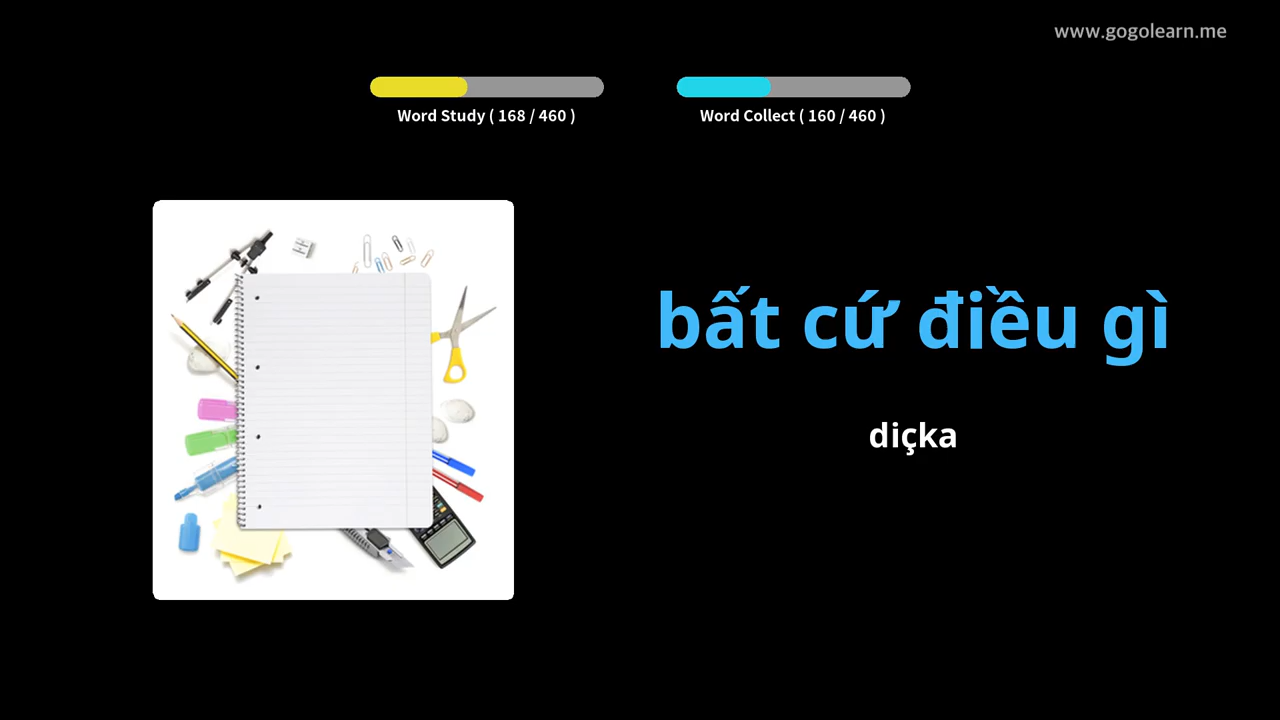 www.gogolearn.me
Word Study ( 168 / 460 )
Word Collect ( 160 / 460 )
bất cứ điều gì
diçka